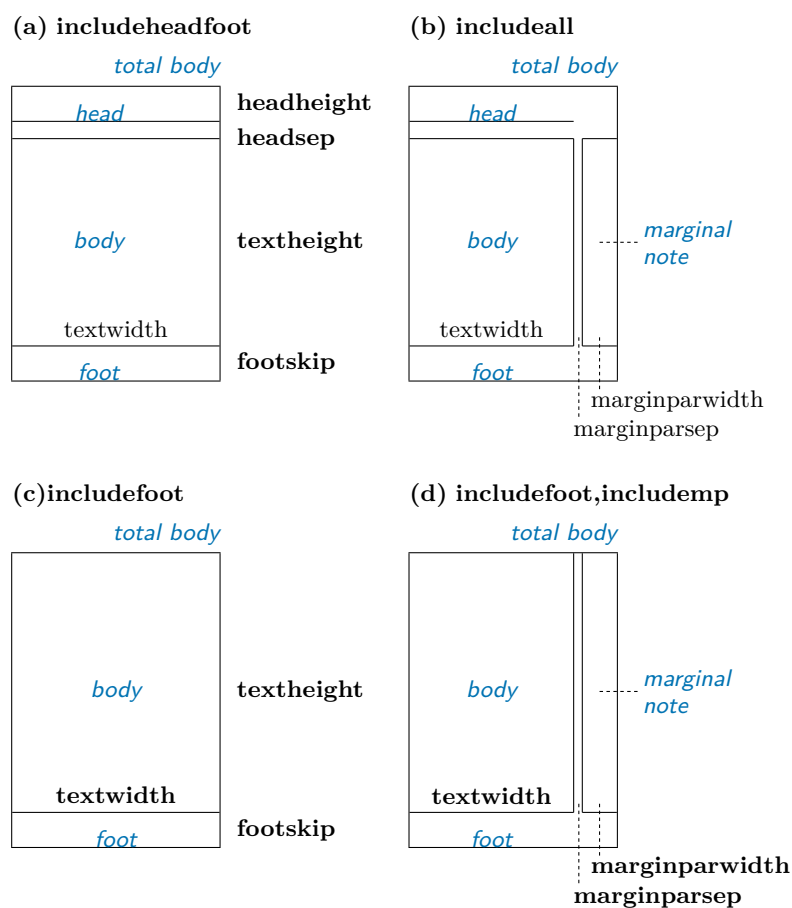 (a) includeheadfoot
total body
head
headheight
headsep
body
textheight
textwidth
foot
footskip
(b) includeall
total body
head
body
marginal
note
textwidth
foot
marginparwidth
marginparsep
(c)includefoot
total body
body
textheight
textwidth
foot
footskip
(d) includefoot,includemp
total body
body
marginal
note
textwidth
foot
marginparwidth
marginparsep